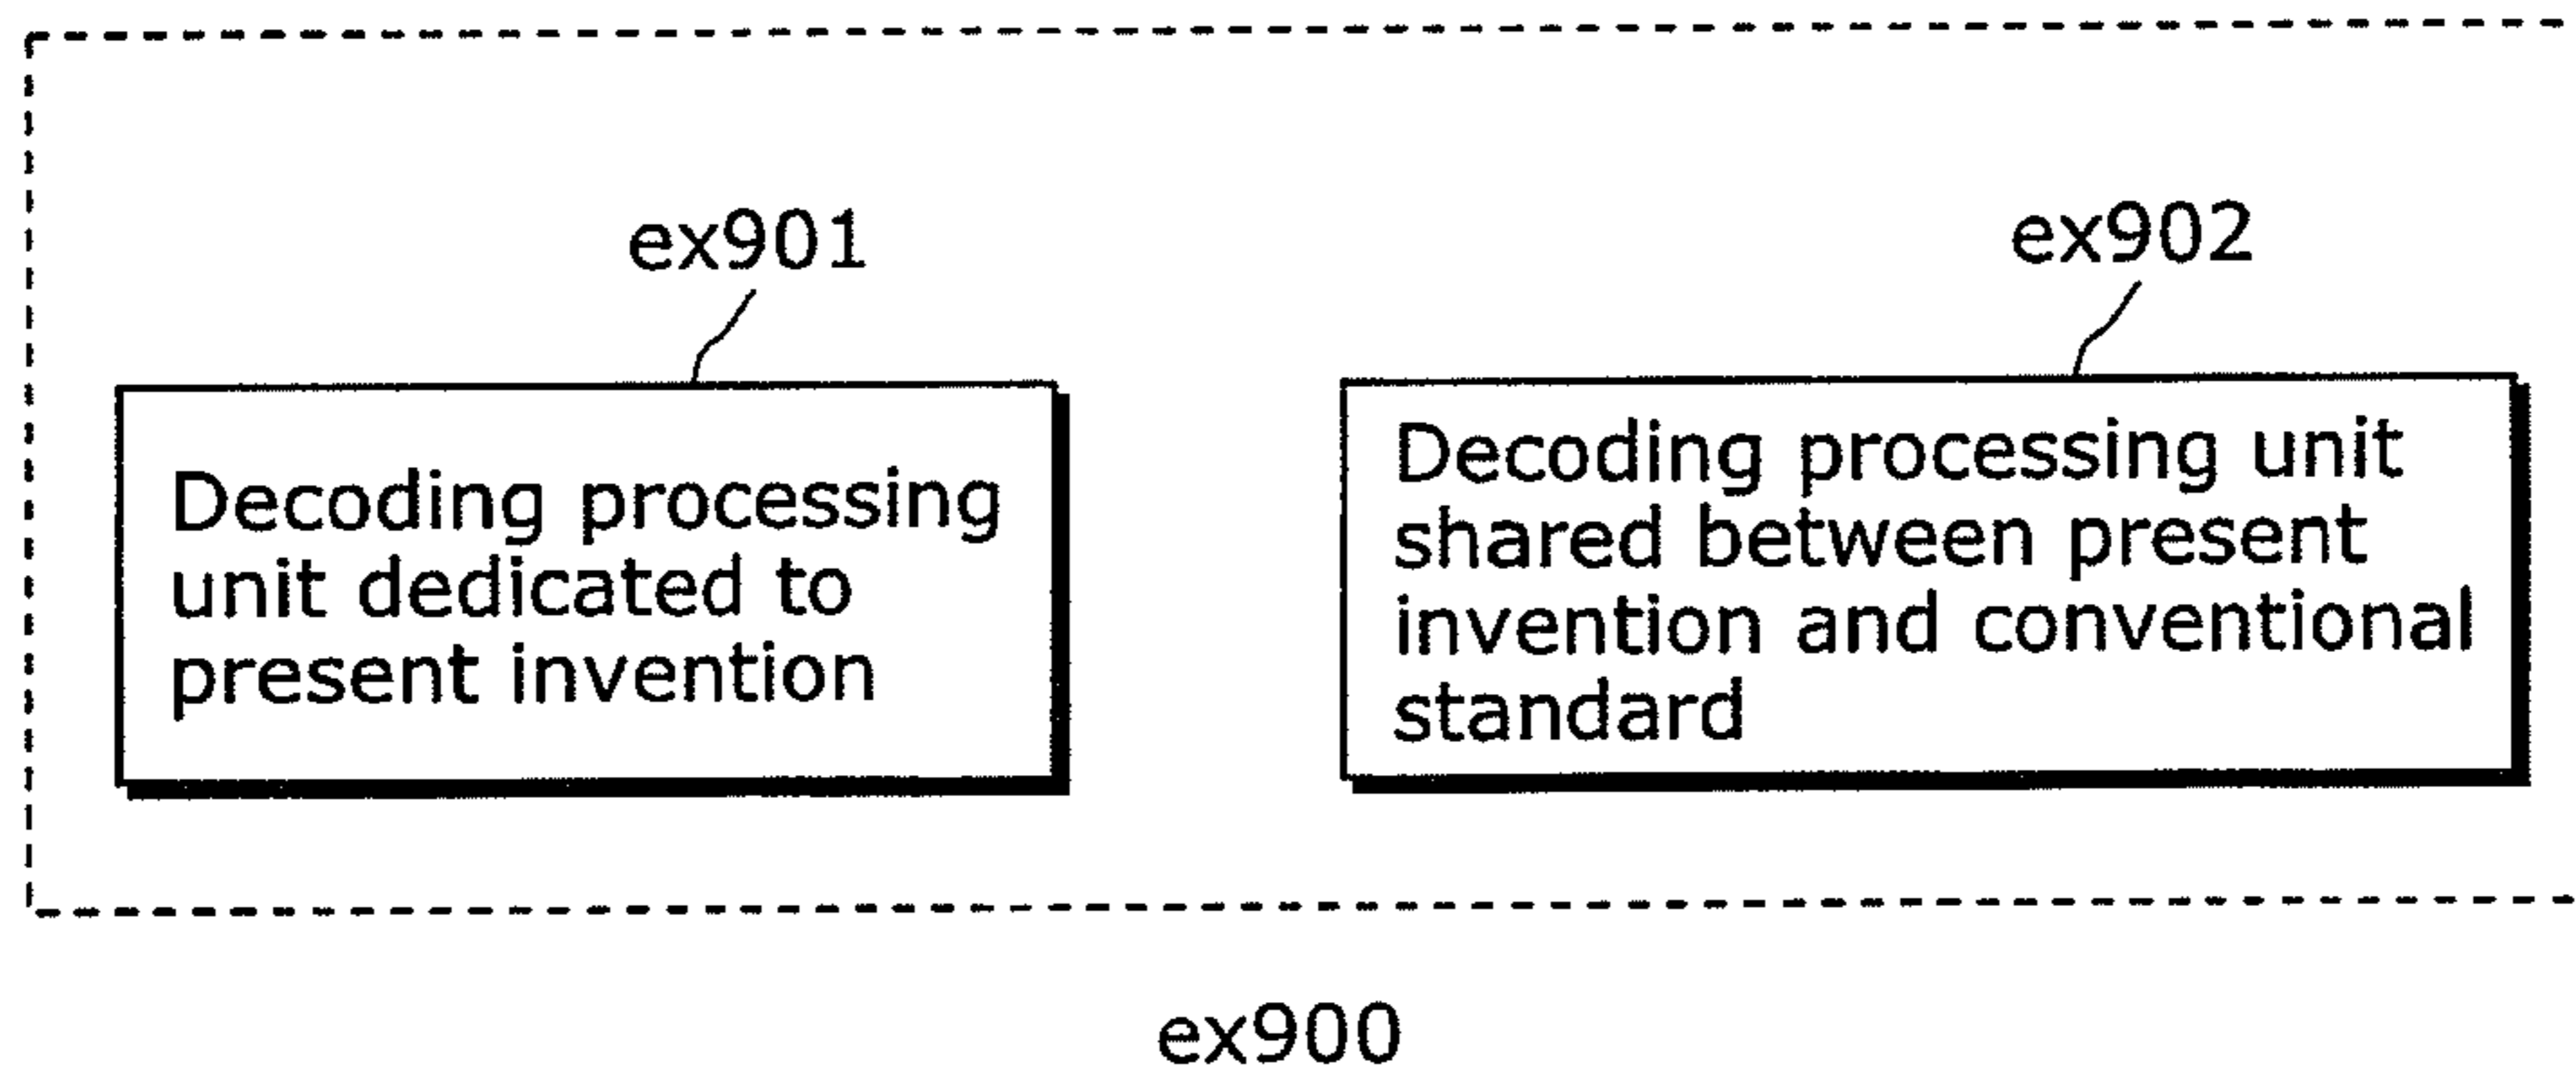 ex901
Decoding processing
unit dedicated to
present invention
ex902
Decoding processing unit
shared between present
invention and conventional
standard
ex900